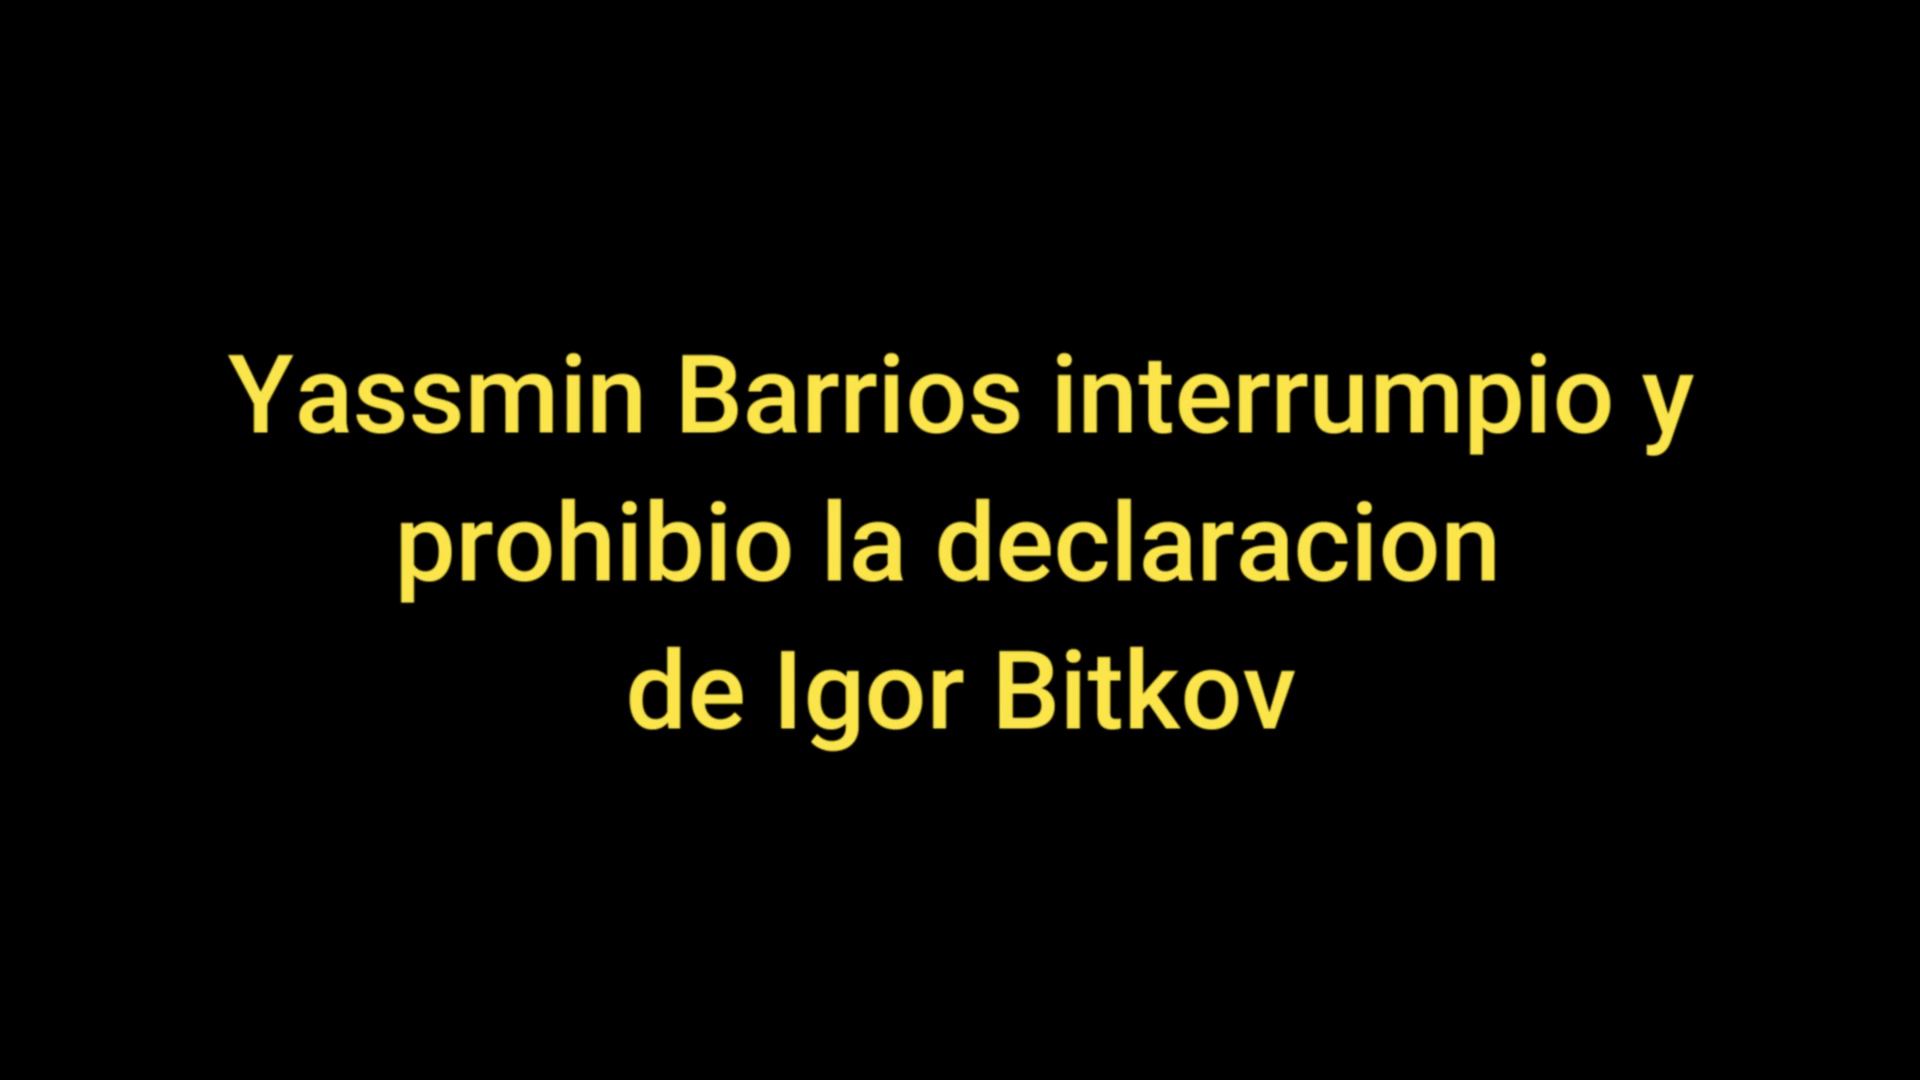 Yassmin Barrios interrumpio y
prohibio la declaracion
de Igor Bitkov